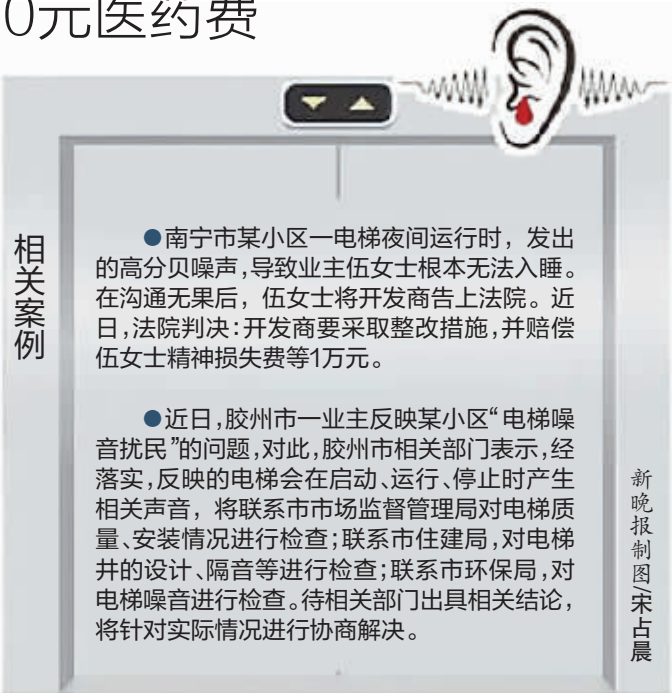 0元医药费
相关案例
●南宁市某小区一电梯夜间运行时，发出
的高分贝噪声，导致业主伍女士根本无法入睡。
在沟通无果后，伍女士将开发商告上法院。近
日，法院判决：开发商要采取整改措施，并赔偿
伍女士精神损失费等1万元。
●近日，胶州市一业主反映某小区“电梯噪
音扰民”的问题，对此，胶州市相关部门表示，经
落实，反映的电梯会在启动、运行、停止时产生
相关声音，将联系市市场监督管理局对电梯质
量、安装情况进行检查；联系市住建局，对电梯
井的设计、隔音等进行检查；联系市环保局，对
电梯噪音进行检查。待相关部门出具相关结论，
将针对实际情况进行协商解决。
新晚报制图/宋占晨